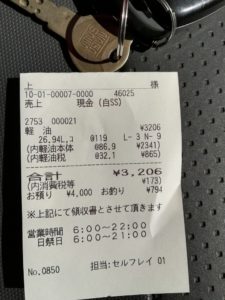 上 様
10-01-00007-0000 46025
売上 現金（自SS）
2753 000021
軽 油 ¥3206
26.94L,ｺ @119 L- 3 N- 9
(内軽油本体 @86.9 ¥2341)
(内軽油税 @32.1 ¥865)
合計 ¥3,206
(内消費税等 ¥173)
お預り ¥4,000 お釣り ¥794
※上記にて領収書とさせて頂きます
営業時間 6:00～22:00
日祭日 6:00～21:00
No.0850 担当:セルフレイ 01